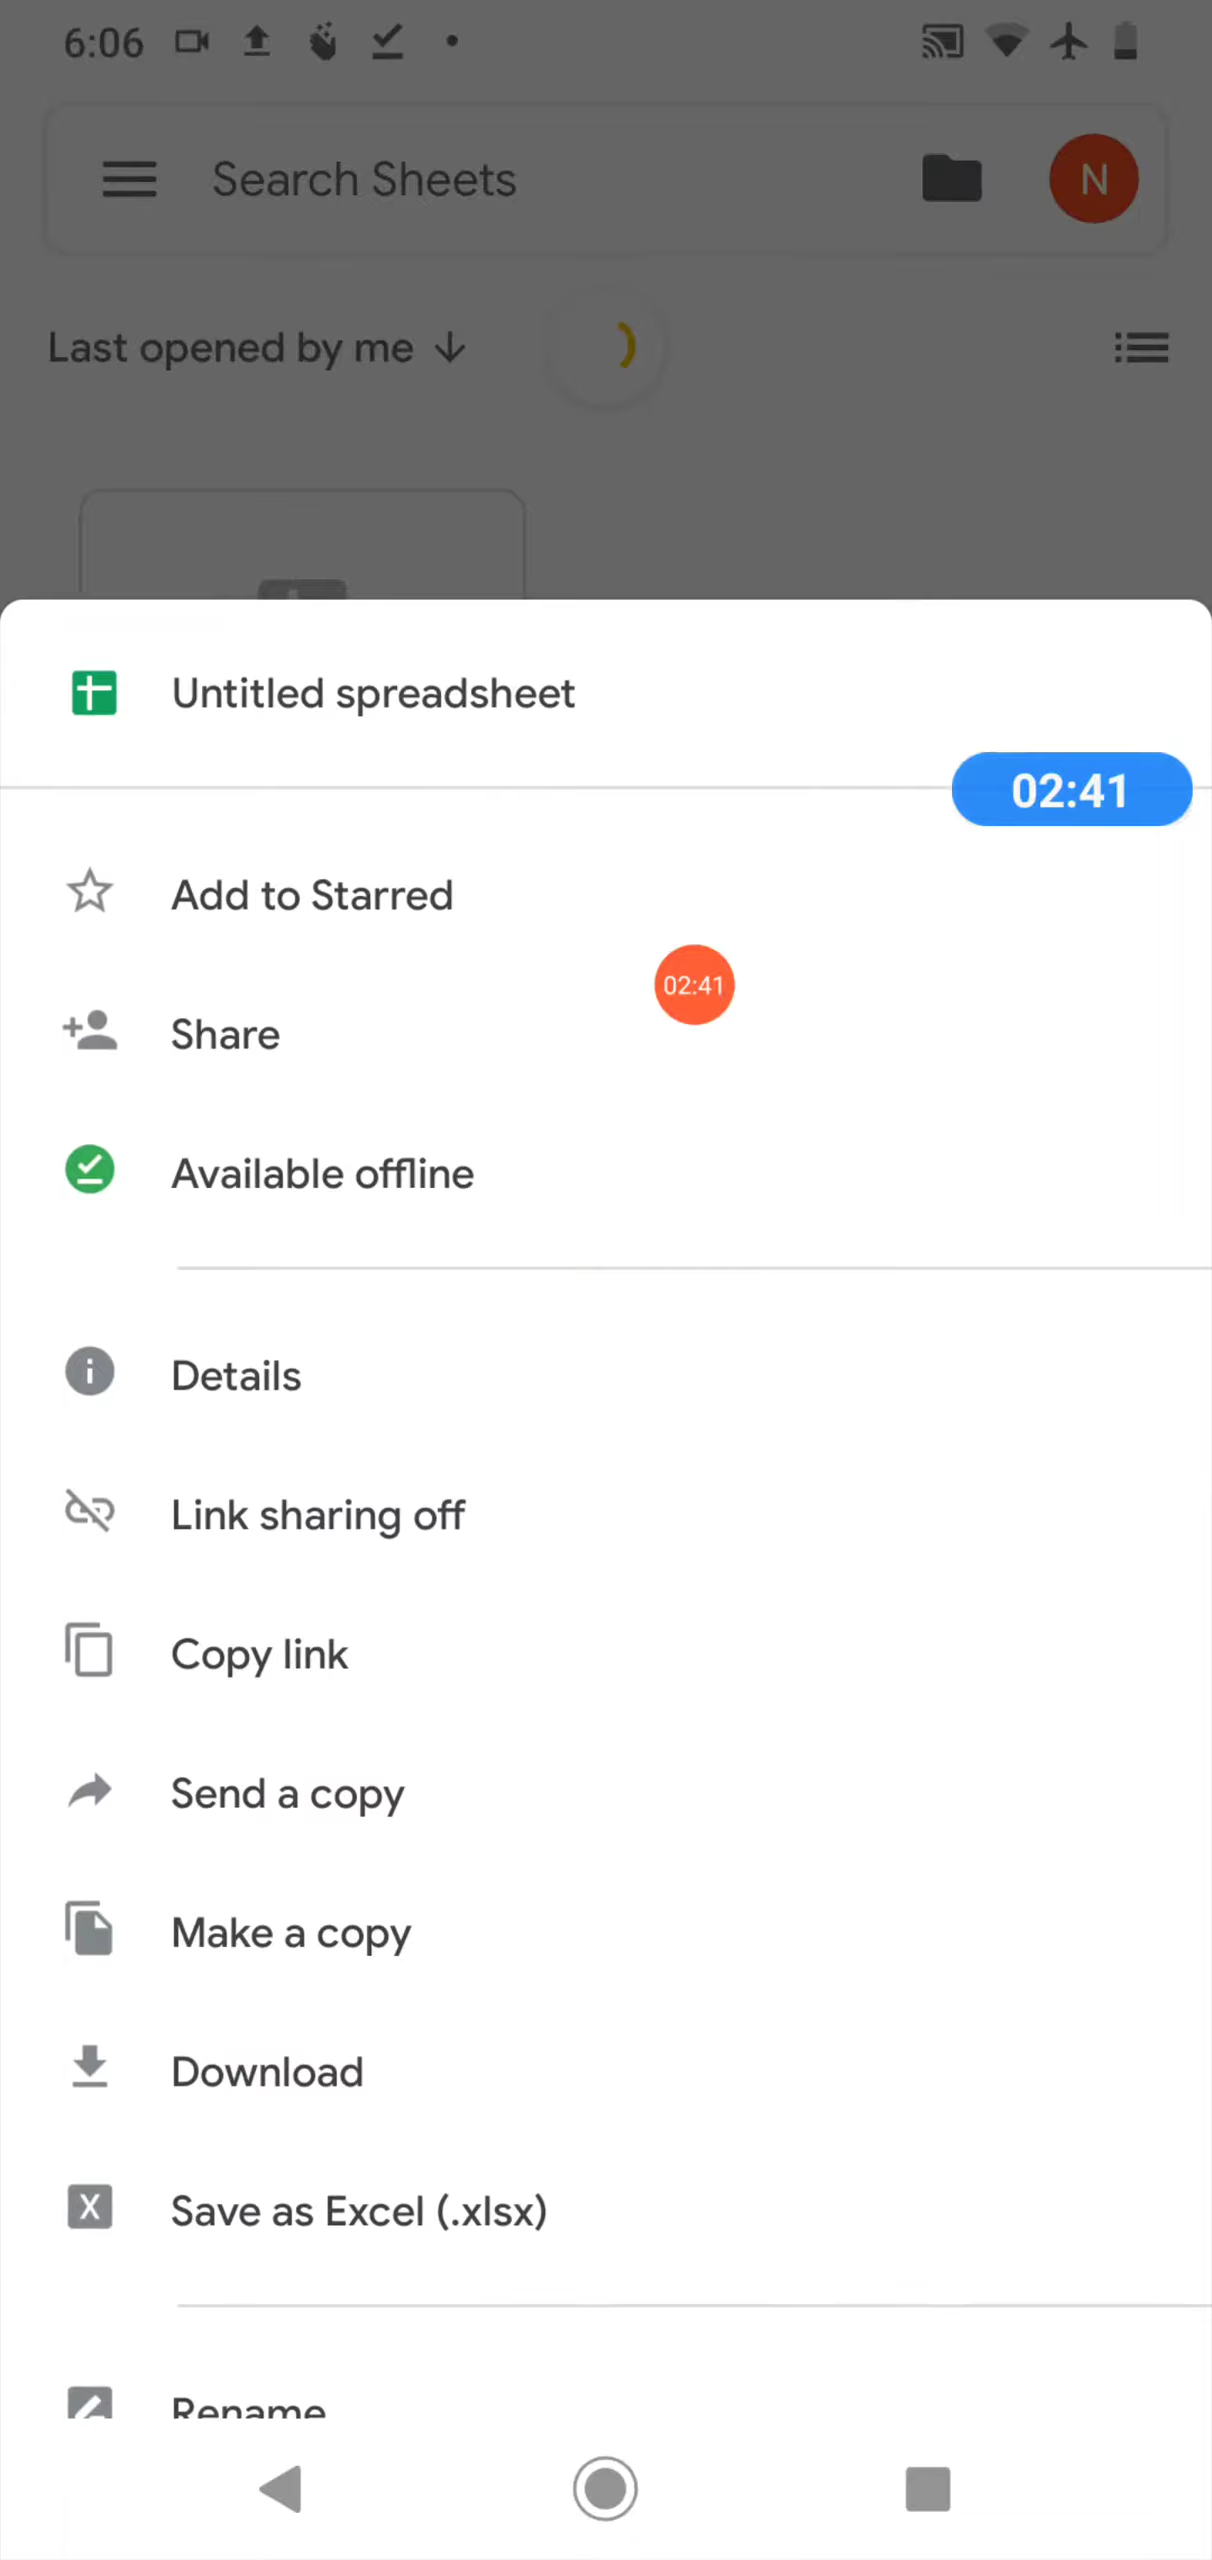 6:06
Search Sheets
N
Last opened by me
Untitled spreadsheet
02:41
Add to Starred
02:41
Share
Available offline
Details
Link sharing off
Copy link
Send a copy
Make a copy
Download
X
Save as Excel (.xlsx)
Rename